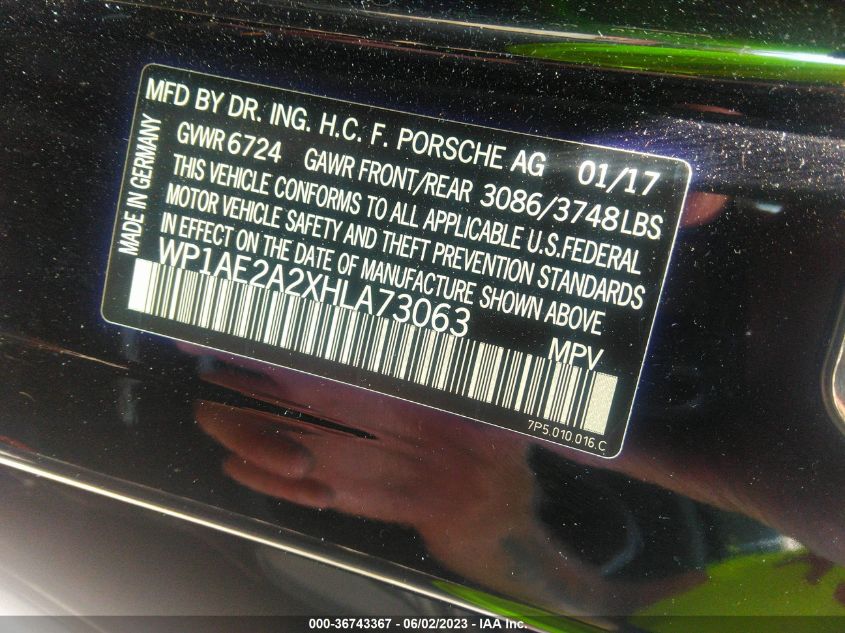 MFD BY DR. ING. H.C. F. PORSCHE AG 01/17
GVWR 6724 GAWR FRONT/REAR 3086/3748LBS
THIS VEHICLE CONFORMS TO ALL APPLICABLE U.S.FEDERAL
MOTOR VEHICLE SAFETY AND THEFT PREVENTION STANDARDS
IN EFFECT ON THE DATE OF MANUFACTURE SHOWN ABOVE
WP1AE2A2XHLA73063
MPV
7P5.010.016.C
MADE IN GERMANY
000-36743367 - 06/02/2023 - IAA Inc.